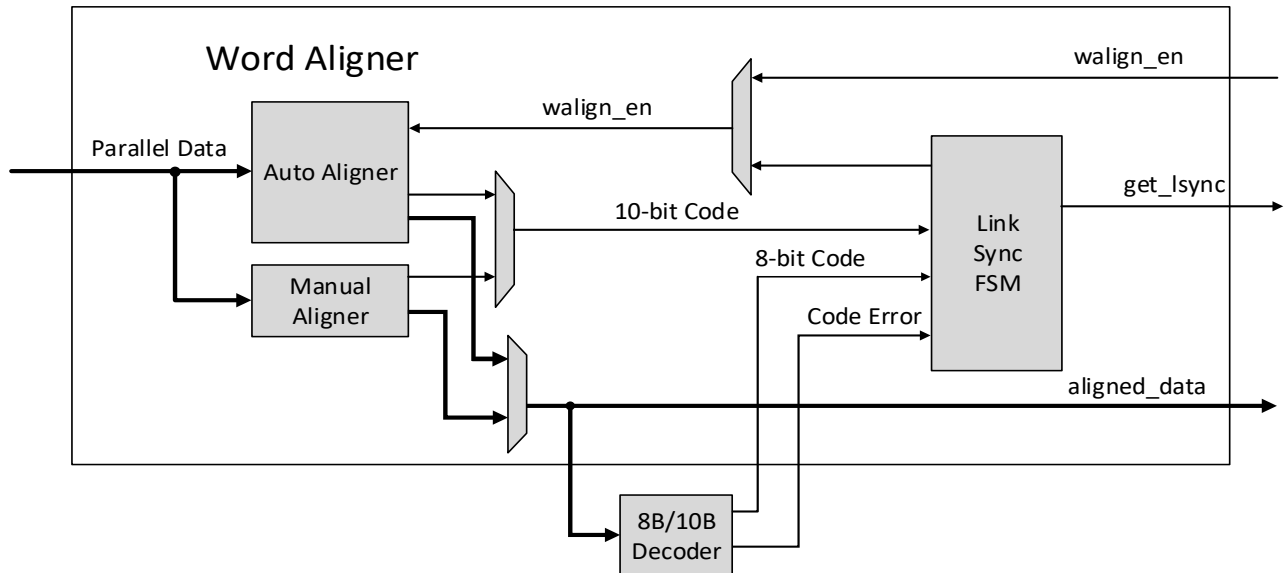 Word Aligner
walign_en
walign_en
Parallel Data
Auto Aligner
get_lsync
10-bit Code
Link
Sync
FSM
8-bit Code
Manual
Aligner
Code Error
aligned_data
8B/10B
Decoder